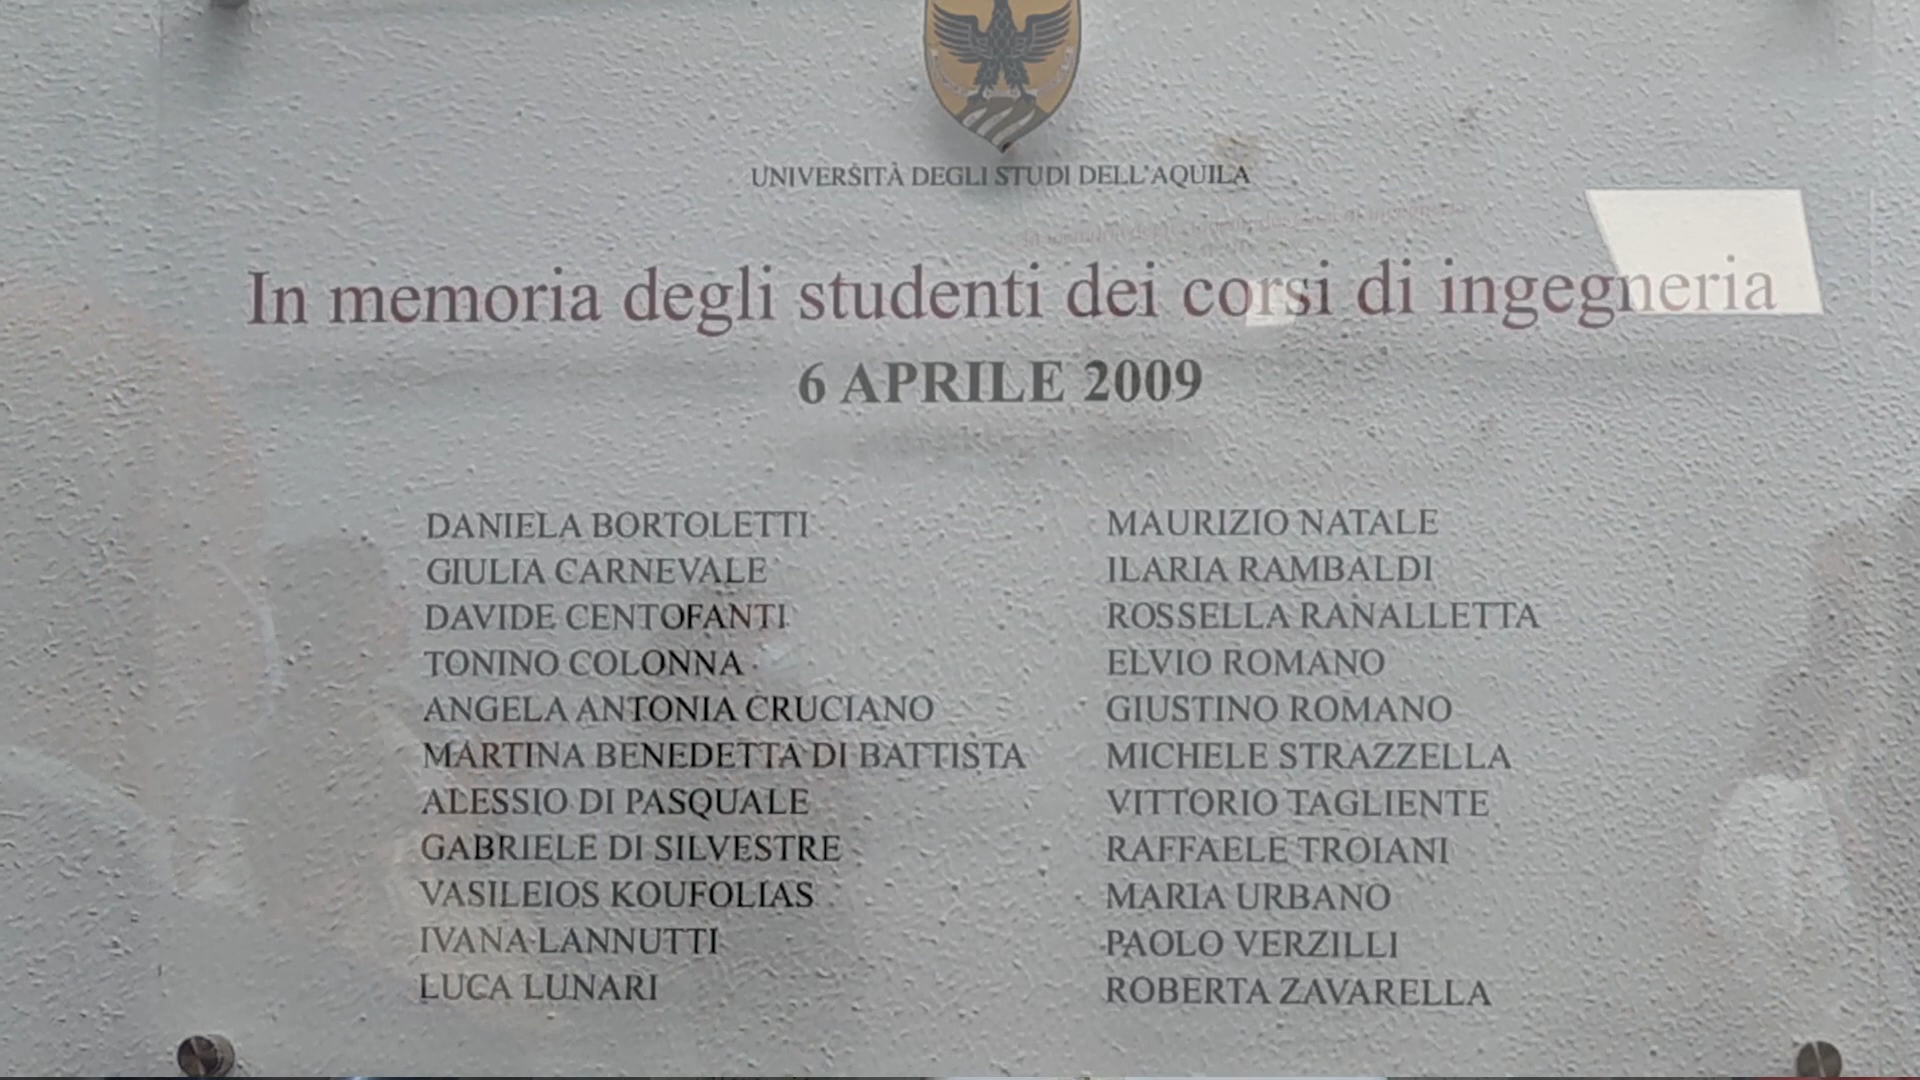 UNIVERSITÀ DEGLI STUDI DELL'AQUILA
In memoria degli studenti dei corsi di ingegneria
6 APRILE 2009
DANIELA BORTOLETTI
GIULIA CARNEVALE
DAVIDE CENTOFANTI
TONINO COLONNA
ANGELA ANTONIA CRUCIANO
MARTINA BENEDETTA DI BATTISTA
ALESSIO DI PASQUALE
GABRIELE DI SILVESTRE
VASILEIOS KOUFOLIAS
IVANA LANNUTTI
LUCA LUNARI
MAURIZIO NATALE
ILARIA RAMBALDI
ROSSELLA RANALLETTA
ELVIO ROMANO
GIUSTINO ROMANO
MICHELE STRAZZELLA
VITTORIO TAGLIENTE
RAFFAELE TROIANI
MARIA URBANO
PAOLO VERZILLI
ROBERTA ZAVARELLA